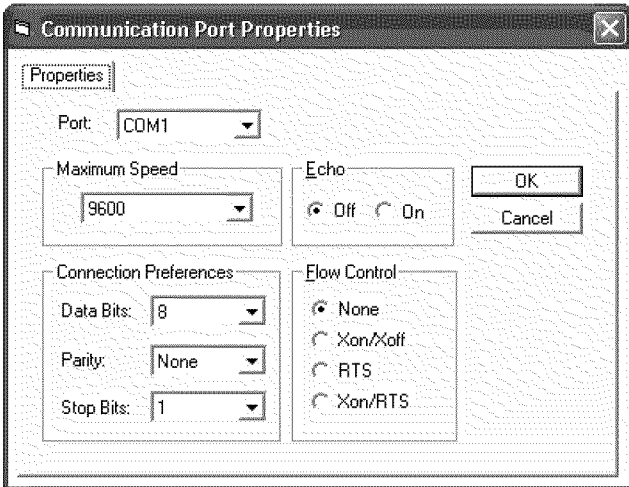 Communication Port Properties
Properties
Port: COM1
Maximum Speed
9600
Echo
Off On
OK
Cancel
Connection Preferences
Data Bits: 8
Parity: None
Stop Bits: 1
Flow Control
None
Xon/Xoff
RTS
Xon/RTS